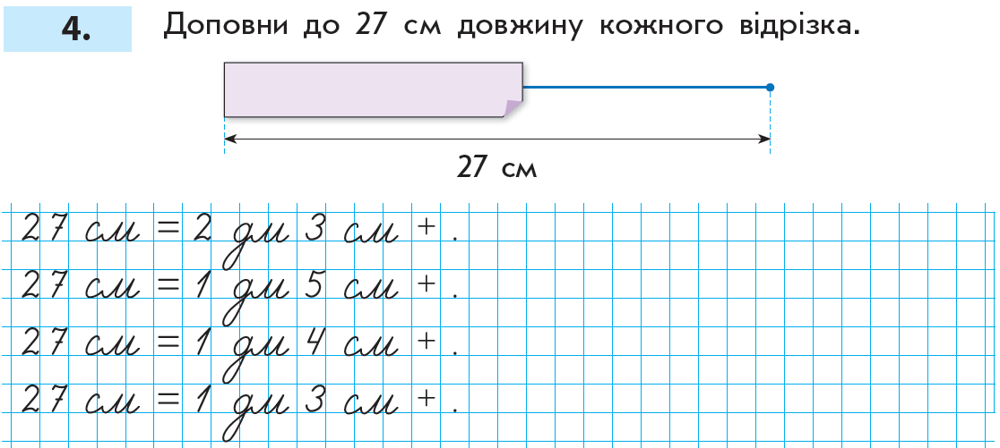 4. Доповни до 27 см довжину кожного відрізка.
27 см
27 см = 2 дм 3 см + .
27 см = 1 дм 5 см + .
27 см = 1 дм 4 см + .
27 см = 1 дм 3 см + .